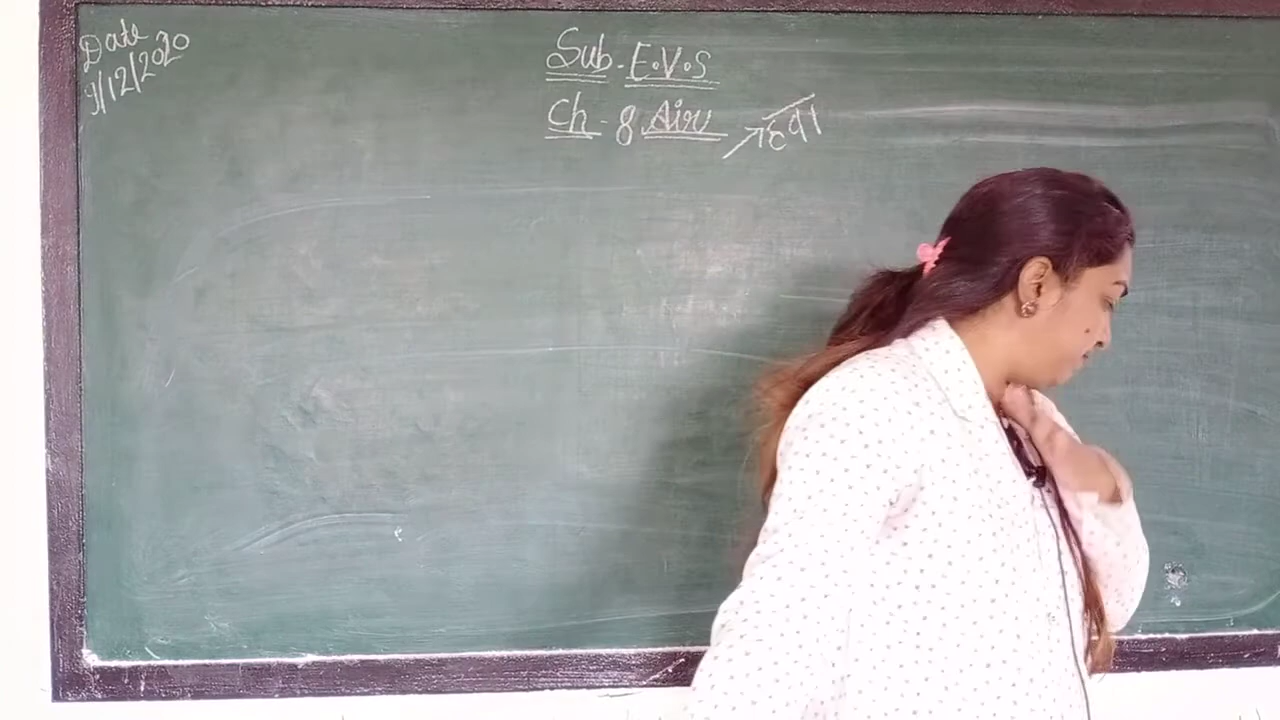 Date
9/12/2020
Sub - E.V.S
Ch - 8 Air → हवा